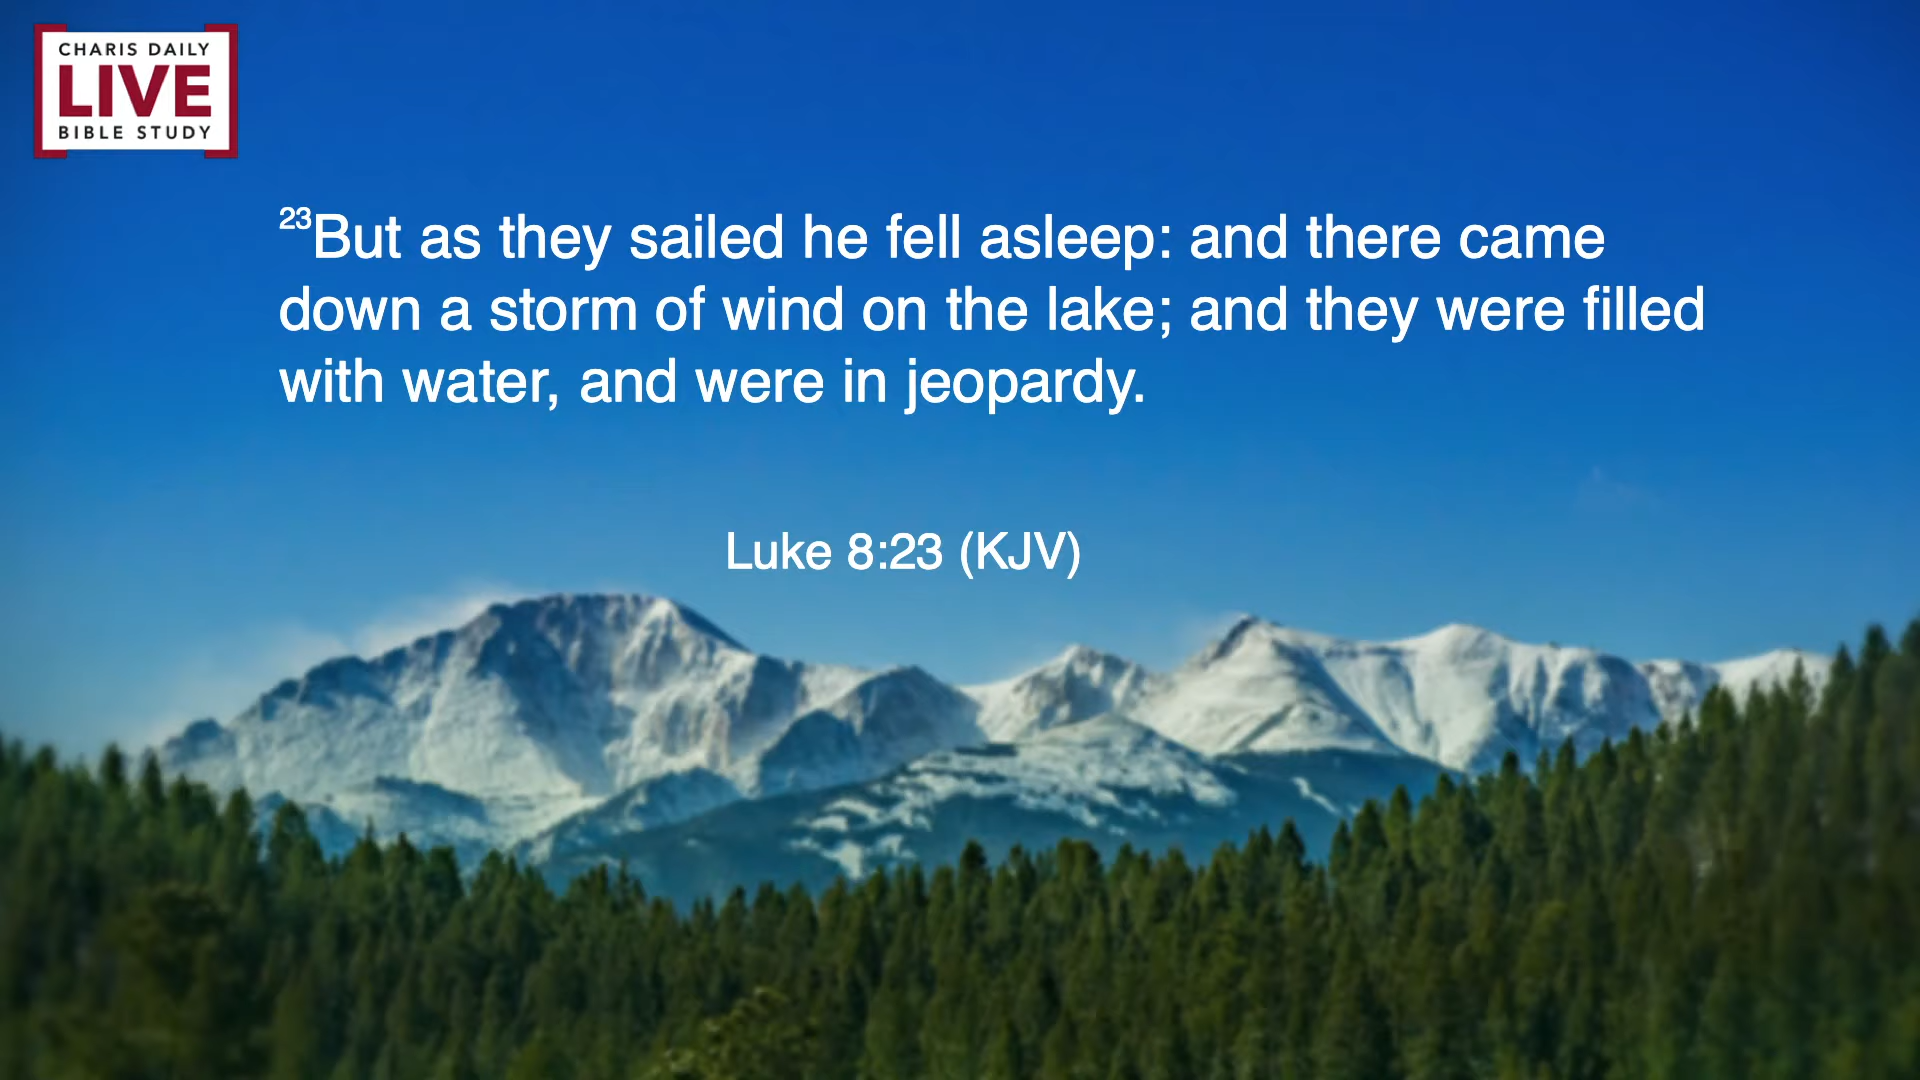 CHARIS DAILY
LIVE
BIBLE STUDY
23But as they sailed he fell asleep: and there came
down a storm of wind on the lake; and they were filled
with water, and were in jeopardy.
Luke 8:23 (KJV)